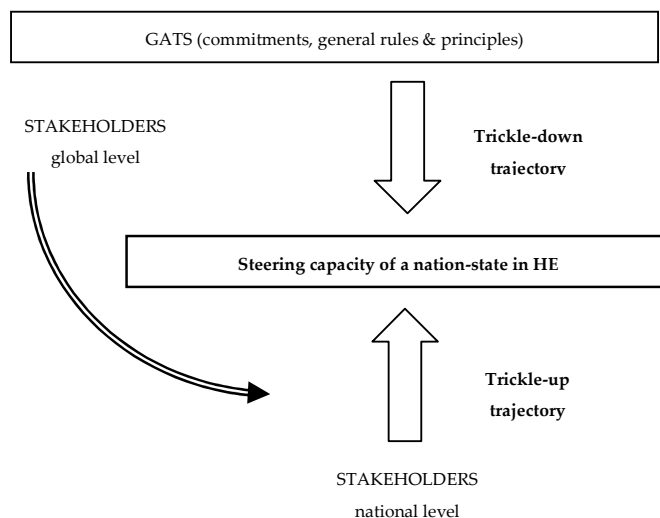 GATS (commitments, general rules & principles)
STAKEHOLDERS
global level
Trickle-down
trajectory
Steering capacity of a nation-state in HE
Trickle-up
trajectory
STAKEHOLDERS
national level